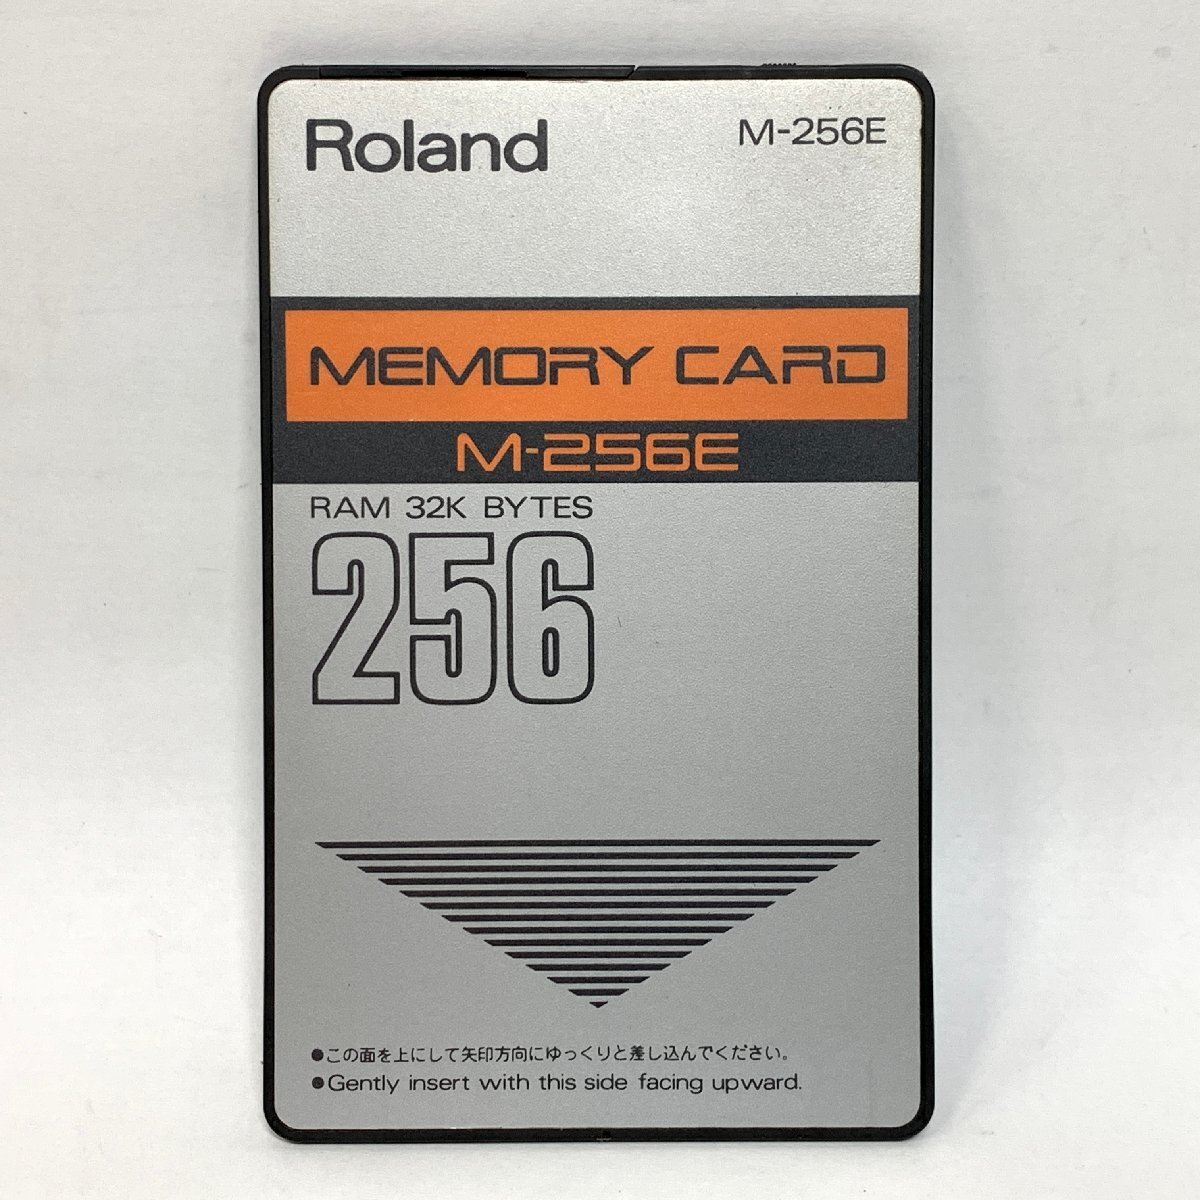 Roland M-256E
MEMORY CARD
M-256E
RAM 32K BYTES
256
●この面を上にして矢印方向にゆっくりと差し込んでください。
●Gently insert with this side facing upward.